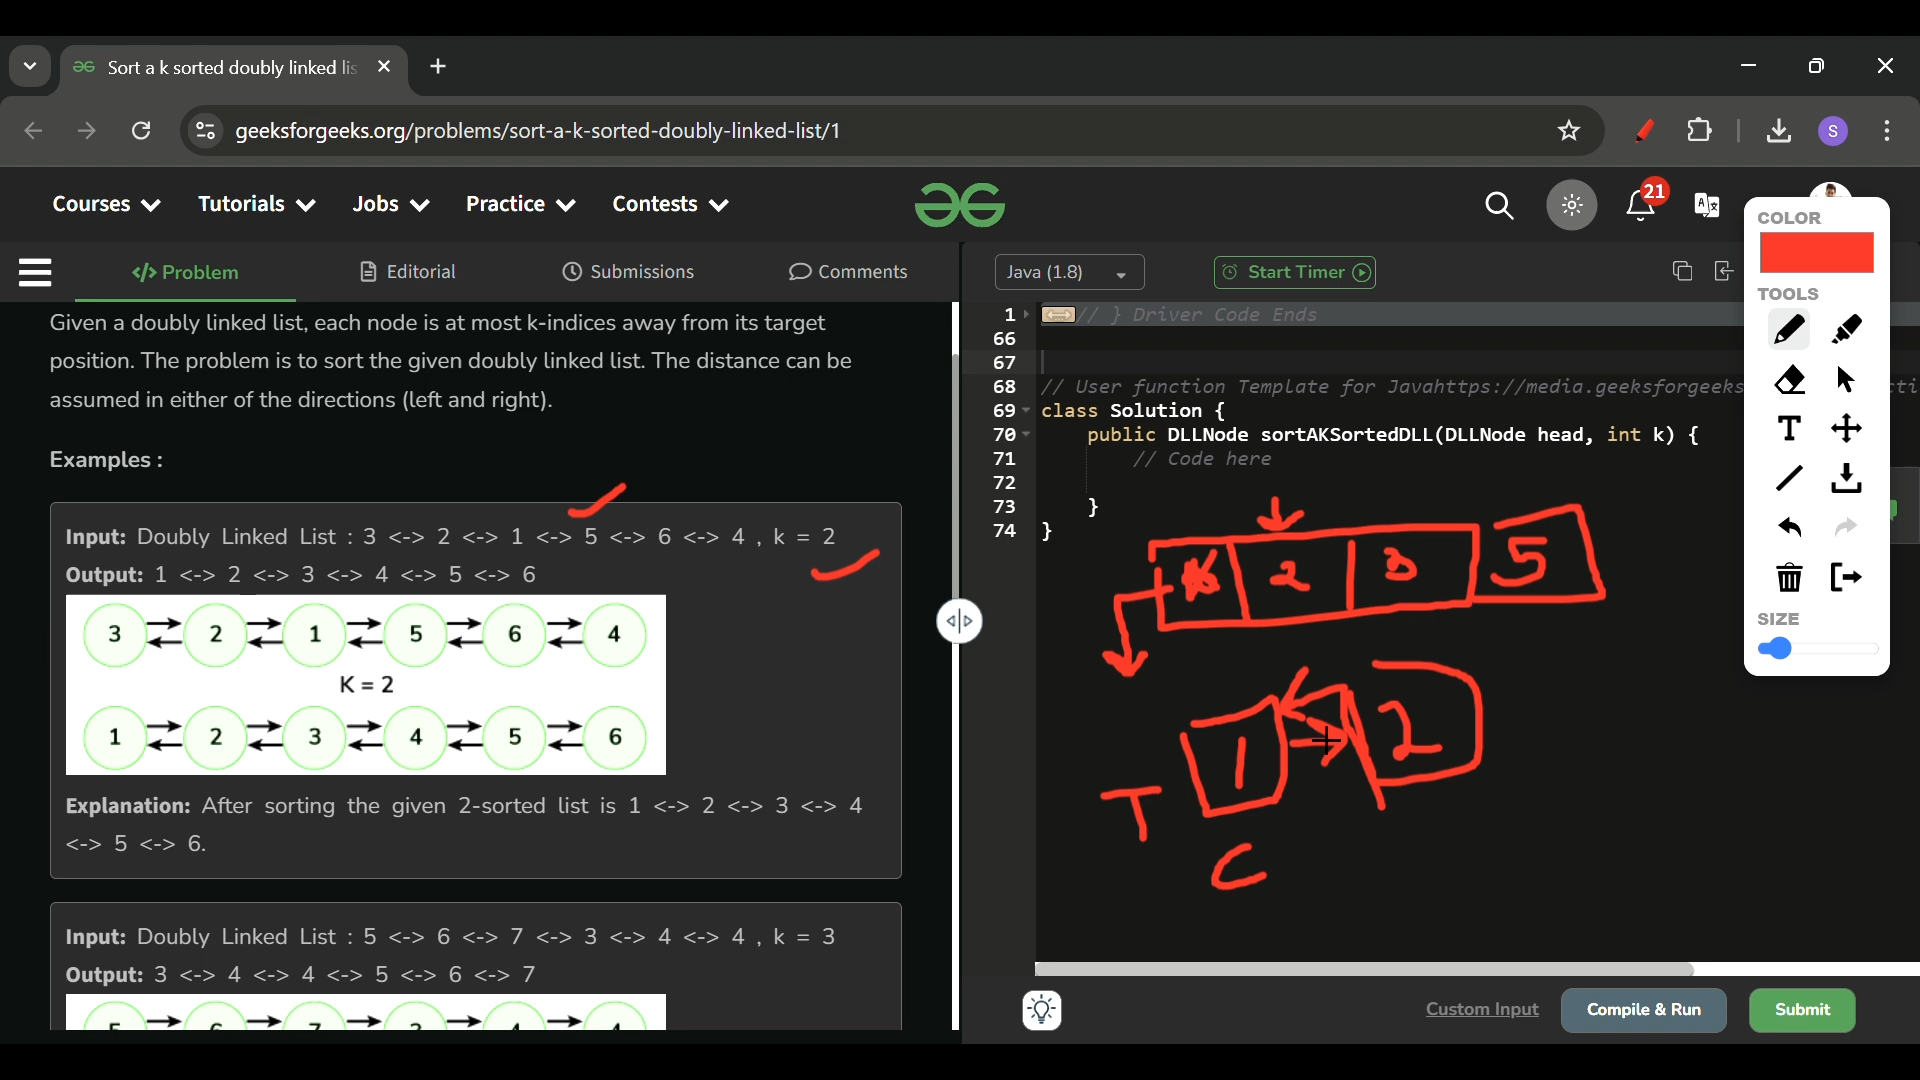 Sort a k sorted doubly linked lis
geeksforgeeks.org/problems/sort-a-k-sorted-doubly-linked-list/1
S
Courses Tutorials Jobs Practice Contests
21
Problem Editorial Submissions Comments
Given a doubly linked list, each node is at most k-indices away from its target
position. The problem is to sort the given doubly linked list. The distance can be
assumed in either of the directions (left and right).
Examples :
Input: Doubly Linked List : 3 <-> 2 <-> 1 <-> 5 <-> 6 <-> 4 , k = 2
Output: 1 <-> 2 <-> 3 <-> 4 <-> 5 <-> 6
3 2 1 5 6 4
K = 2
1 2 3 4 5 6
Explanation: After sorting the given 2-sorted list is 1 <-> 2 <-> 3 <-> 4
<-> 5 <-> 6.
Input: Doubly Linked List : 5 <-> 6 <-> 7 <-> 3 <-> 4 <-> 4 , k = 3
Output: 3 <-> 4 <-> 4 <-> 5 <-> 6 <-> 7
Java (1.8) Start Timer
1 // } Driver Code Ends
66
67
68 // User function Template for Javahttps://media.geeksforgeeks
69 class Solution {
70 public DLLNode sortAKSortedDLL(DLLNode head, int k) {
71 // Code here
72
73 }
74 }
2 3 5
1 2
T
C
COLOR
TOOLS
T
SIZE
Custom Input Compile & Run Submit